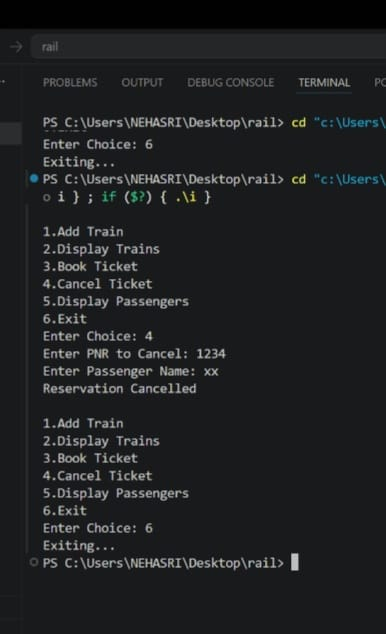 rail
PROBLEMS OUTPUT DEBUG CONSOLE TERMINAL
PS C:\Users\NEHASRI\Desktop\rail> cd "c:\Users\
Enter Choice: 6
Exiting...
PS C:\Users\NEHASRI\Desktop\rail> cd "c:\Users\
i } ; if ($?) { .\i }
1.Add Train
2.Display Trains
3.Book Ticket
4.Cancel Ticket
5.Display Passengers
6.Exit
Enter Choice: 4
Enter PNR to Cancel: 1234
Enter Passenger Name: xx
Reservation Cancelled
1.Add Train
2.Display Trains
3.Book Ticket
4.Cancel Ticket
5.Display Passengers
6.Exit
Enter Choice: 6
Exiting...
PS C:\Users\NEHASRI\Desktop\rail>